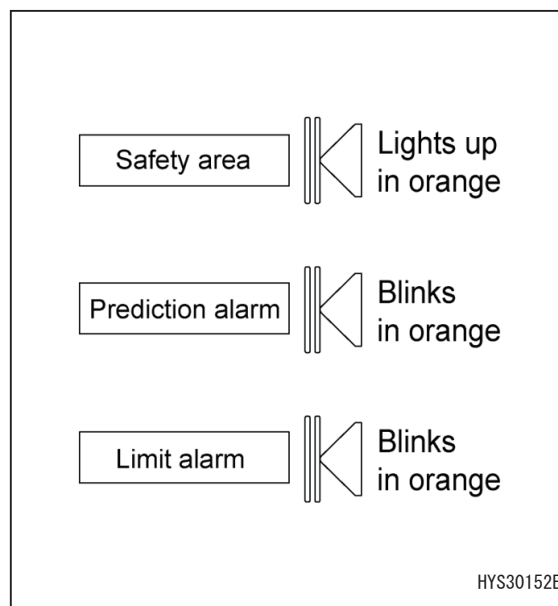 Safety area
Lights up
in orange
Prediction alarm
Blinks
in orange
Limit alarm
Blinks
in orange
HYS30152E